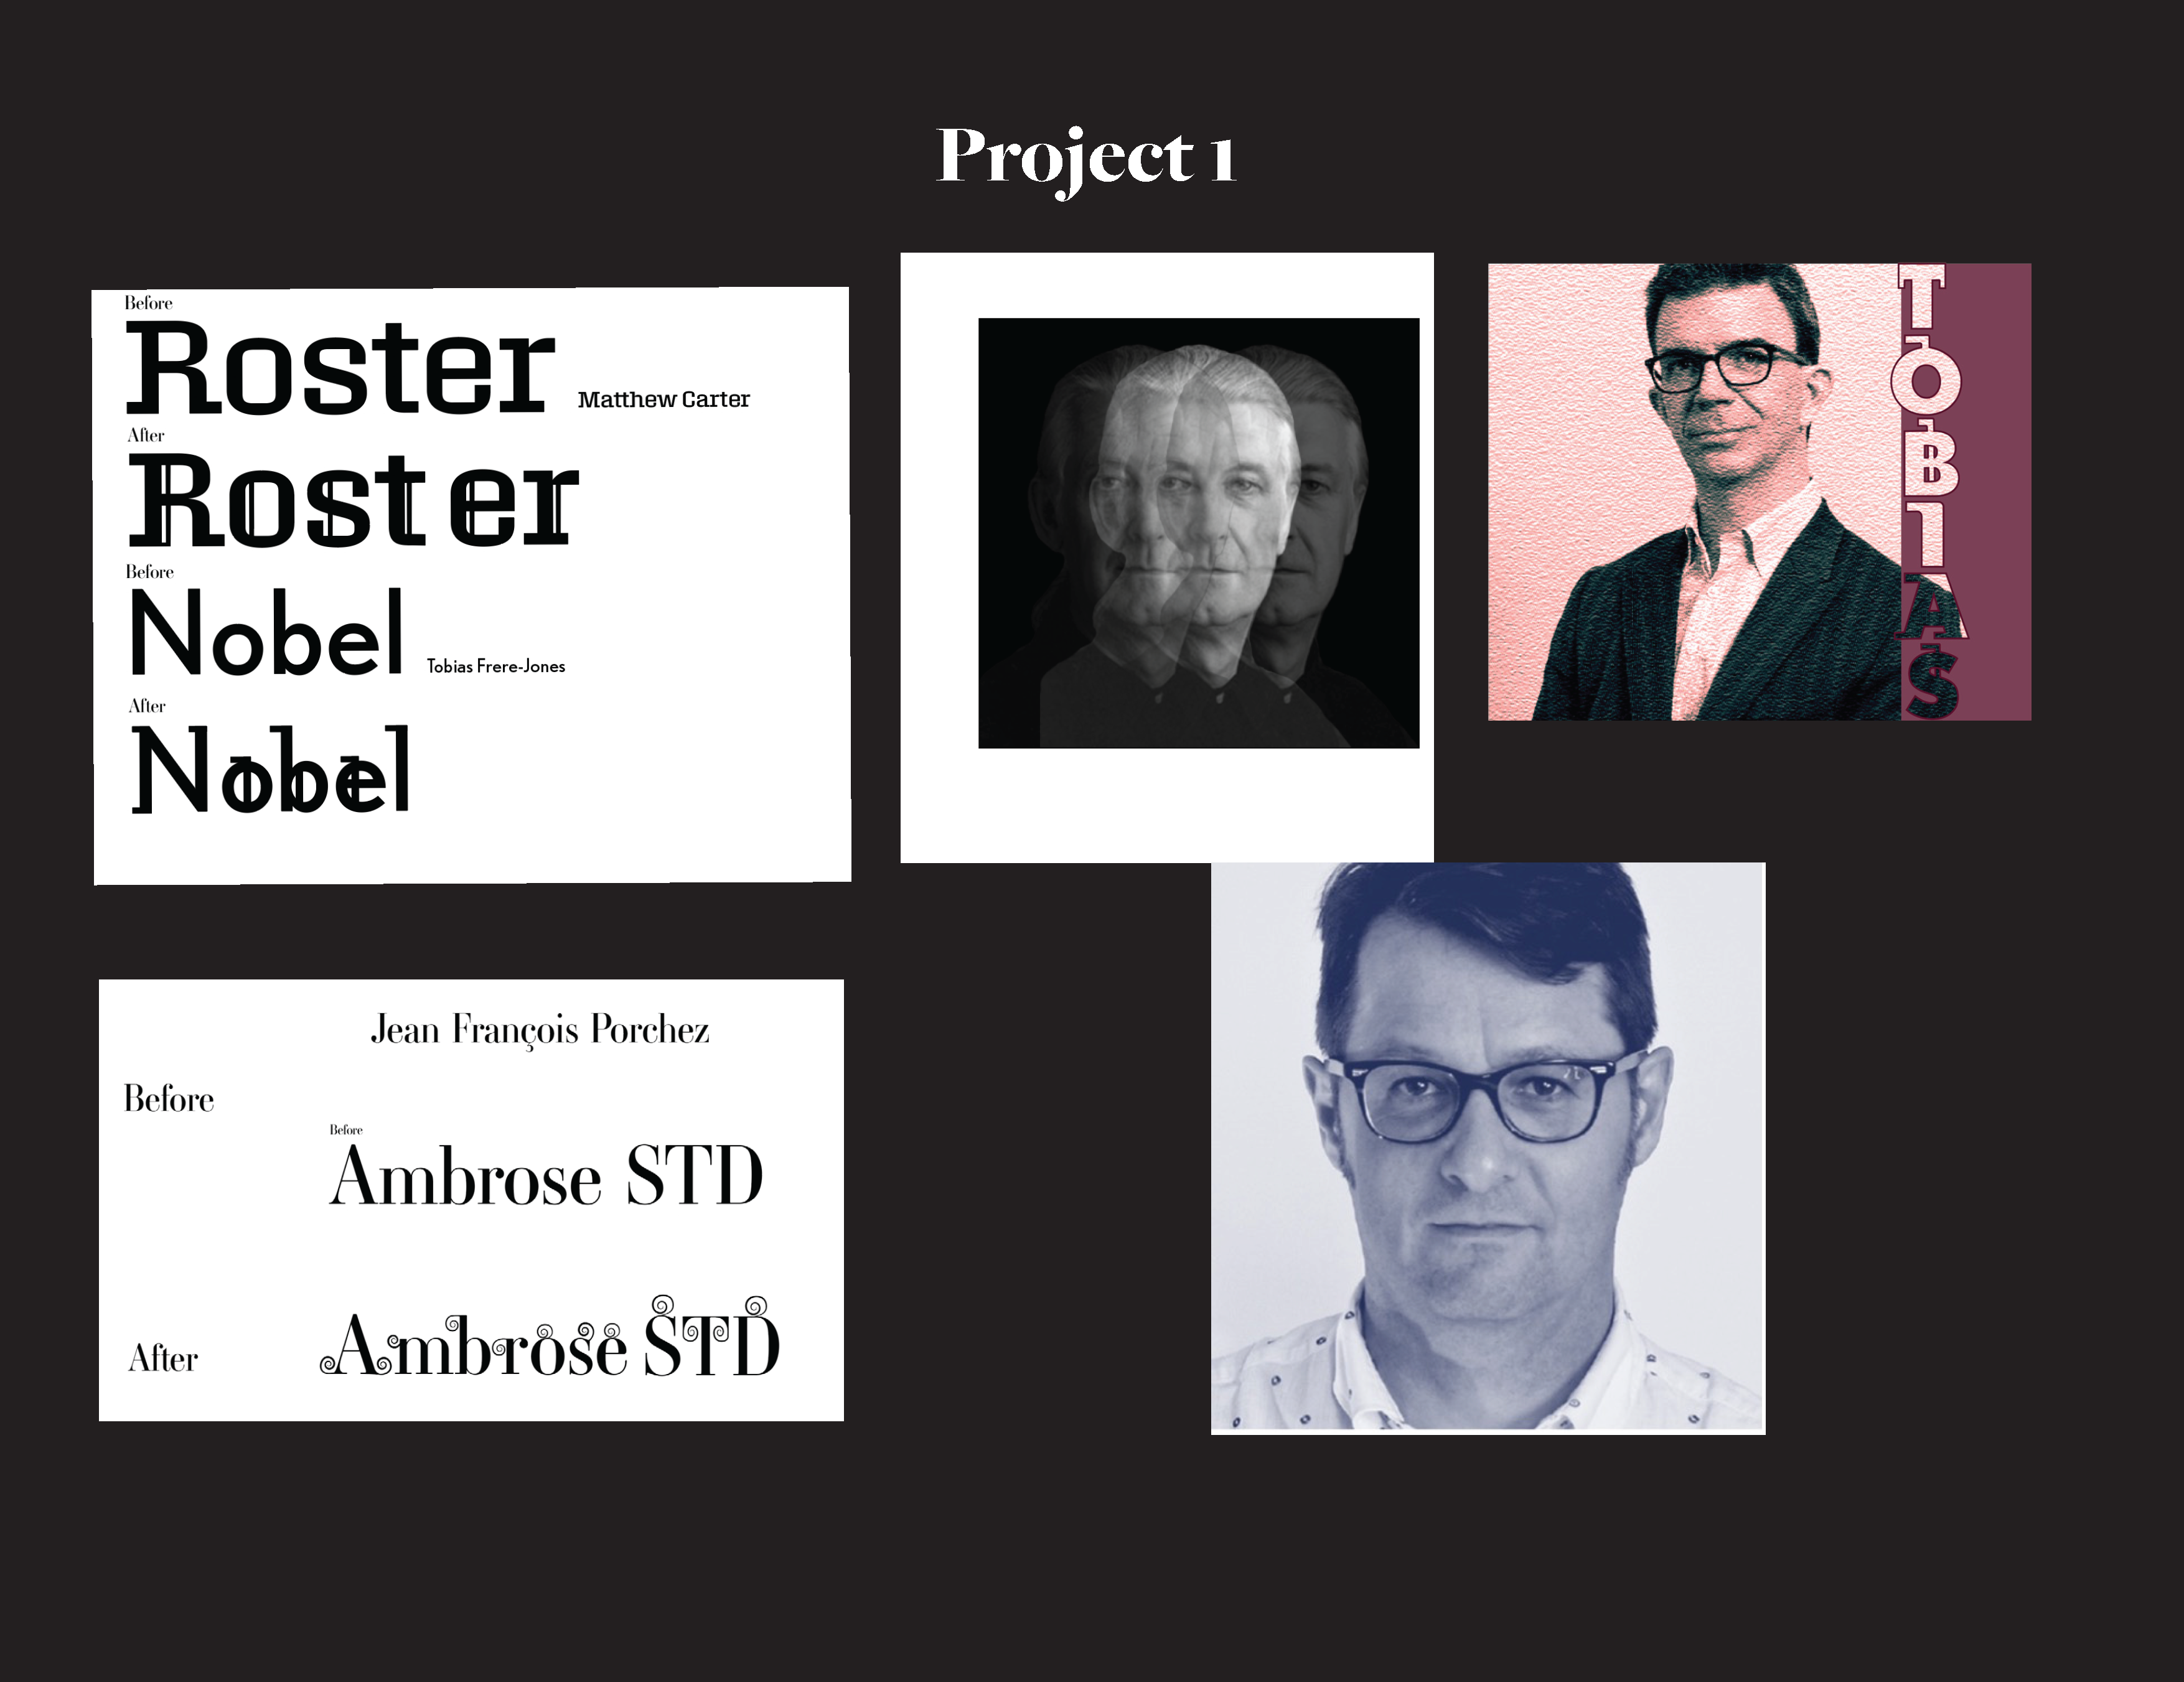 Project 1
Before
Roster Matthew Carter
After
Roster
Before
Nobel Tobias Frere-Jones
After
Nobel
TOBIAS
Jean François Porchez
Before
Before
Ambrose STD
After
Ambrose STD